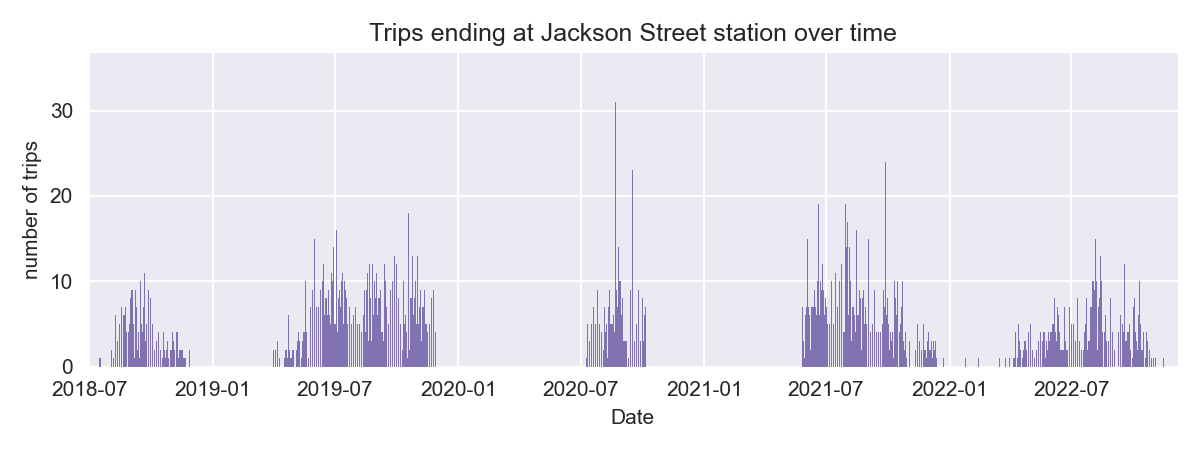 Trips ending at Jackson Street station over time
number of trips
30
20
10
0
2018-07 2019-01 2019-07 2020-01 2020-07 2021-01 2021-07 2022-01 2022-07
Date